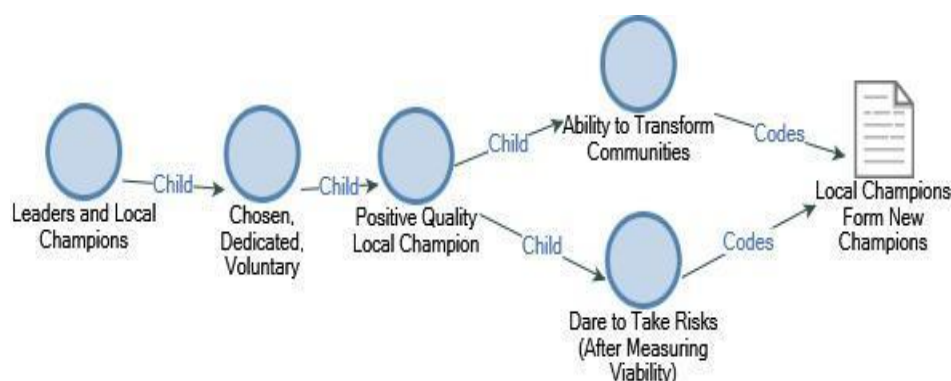 Leaders and Local
Champions
Child
Chosen,
Dedicated,
Voluntary
Child
Positive Quality
Local Champion
Child
Ability to Transform
Communities
Codes
Child
Dare to Take Risks
(After Measuring
Viability)
Codes
Local Champions
Form New
Champions